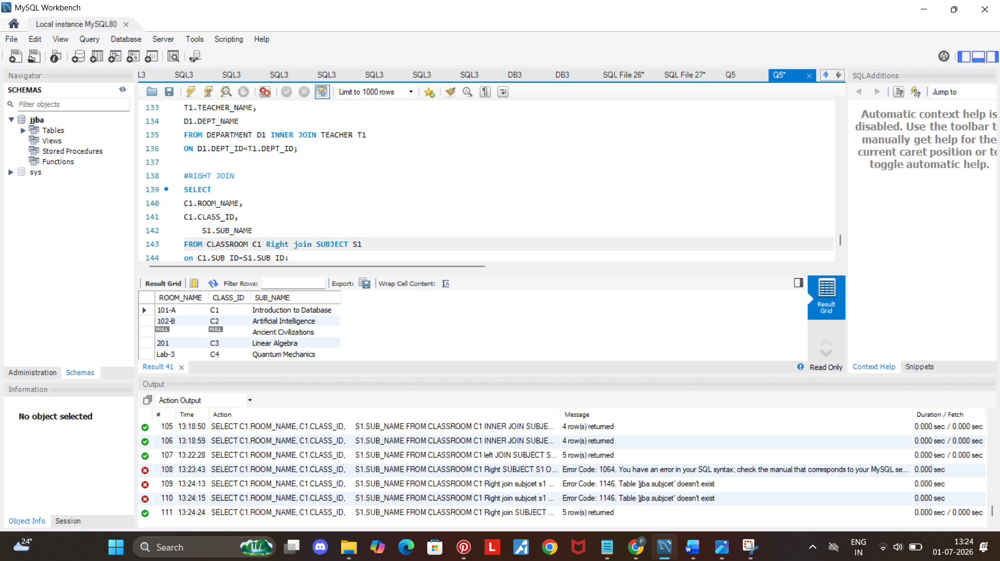 MySQL Workbench
Local instance MySQL80
File Edit View Query Database Server Tools Scripting Help
Navigator
SCHEMAS
Filter objects
jjba
Tables
Views
Stored Procedures
Functions
sys
Administration Schemas
Information
No object selected
Object Info Session
L3 SQL3 SQL3 SQL3 SQL3 SQL3 SQL3 SQL3 DB3 DB3 SQL File 26* SQL File 27* Q5 Q5*
Limit to 1000 rows
133 T1.TEACHER_NAME,
134 D1.DEPT_NAME
135 FROM DEPARTMENT D1 INNER JOIN TEACHER T1
136 ON D1.DEPT_ID=T1.DEPT_ID;
137
138 #RIGHT JOIN
139 SELECT
140 C1.ROOM_NAME,
141 C1.CLASS_ID,
142 S1.SUB_NAME
143 FROM CLASSROOM C1 Right join SUBJECT S1
144 on C1.SUB_ID=S1.SUB_ID;
Result Grid Filter Rows: Export: Wrap Cell Content:
ROOM_NAME CLASS_ID SUB_NAME
101-A C1 Introduction to Database
102-B C2 Artificial Intelligence
NULL NULL Ancient Civilizations
201 C3 Linear Algebra
Lab-3 C4 Quantum Mechanics
Result Grid
Result 41 Read Only
SQLAdditions
Jump to
Automatic context help is
disabled. Use the toolbar t
manually get help for the
current caret position or to
toggle automatic help.
Context Help Snippets
Output
Action Output
# Time Action Message Duration / Fetch
105 13:18:50 SELECT C1.ROOM_NAME, C1.CLASS_ID, S1.SUB_NAME FROM CLASSROOM C1 INNER JOIN SUBJE... 4 row(s) returned 0.000 sec / 0.000 sec
106 13:18:59 SELECT C1.ROOM_NAME, C1.CLASS_ID, S1.SUB_NAME FROM CLASSROOM C1 INNER JOIN SUBJE... 4 row(s) returned 0.000 sec / 0.000 sec
107 13:22:28 SELECT C1.ROOM_NAME, C1.CLASS_ID, S1.SUB_NAME FROM CLASSROOM C1 left JOIN SUBJECT S... 5 row(s) returned 0.000 sec / 0.000 sec
108 13:23:43 SELECT C1.ROOM_NAME, C1.CLASS_ID, S1.SUB_NAME FROM CLASSROOM C1 Right SUBJECT S1 O... Error Code: 1064. You have an error in your SQL syntax; check the manual that corresponds to your MySQL se... 0.000 sec
109 13:24:13 SELECT C1.ROOM_NAME, C1.CLASS_ID, S1.SUB_NAME FROM CLASSROOM C1 Right join subjcet s1 ... Error Code: 1146. Table 'jjba.subjcet' doesn't exist 0.000 sec
110 13:24:15 SELECT C1.ROOM_NAME, C1.CLASS_ID, S1.SUB_NAME FROM CLASSROOM C1 Right join subjcet s1 ... Error Code: 1146. Table 'jjba.subjcet' doesn't exist 0.000 sec
111 13:24:24 SELECT C1.ROOM_NAME, C1.CLASS_ID, S1.SUB_NAME FROM CLASSROOM C1 Right join SUBJECT ... 5 row(s) returned 0.000 sec / 0.000 sec
24°
Search
ENG
IN
13:24
01-07-2026